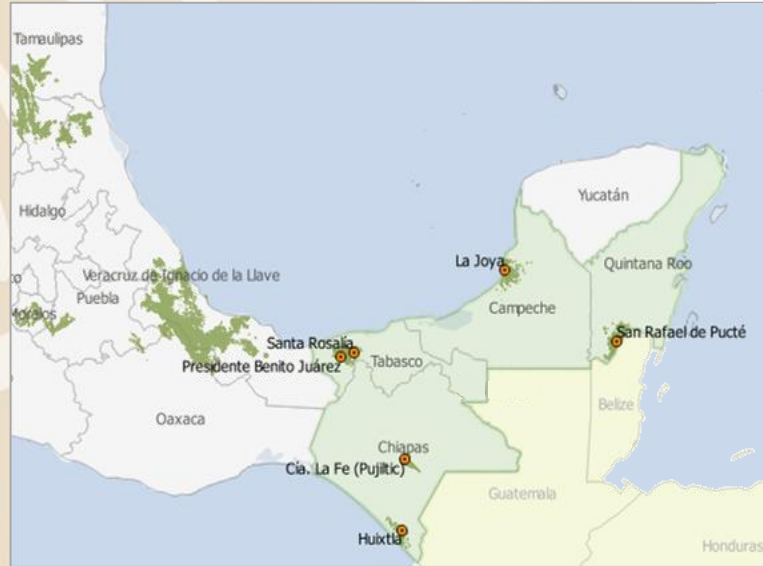 Tamaulipas
Hidalgo
Yucatán
La Joya
Quintana Roo
Veracruz de Ignacio de la Llave
Puebla
Campeche
Morelos
San Rafael de Pucté
Santa Rosalía
Tabasco
Presidente Benito Juárez
Belize
Oaxaca
Chiapas
Cía. La Fe (Pujiltic)
Guatemala
Huixtla
Honduras